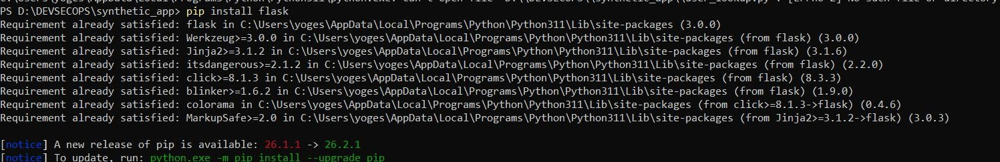 PS D:\DEVSECOPS\synthetic_app> pip install flask
Requirement already satisfied: flask in C:\Users\yoges\AppData\Local\Programs\Python\Python311\Lib\site-packages (3.0.0)
Requirement already satisfied: Werkzeug>=3.0.0 in C:\Users\yoges\AppData\Local\Programs\Python\Python311\Lib\site-packages (from flask) (3.0.0)
Requirement already satisfied: Jinja2>=3.1.2 in C:\Users\yoges\AppData\Local\Programs\Python\Python311\Lib\site-packages (from flask) (3.1.6)
Requirement already satisfied: itsdangerous>=2.1.2 in C:\Users\yoges\AppData\Local\Programs\Python\Python311\Lib\site-packages (from flask) (2.2.0)
Requirement already satisfied: click>=8.1.3 in C:\Users\yoges\AppData\Local\Programs\Python\Python311\Lib\site-packages (from flask) (8.3.3)
Requirement already satisfied: blinker>=1.6.2 in C:\Users\yoges\AppData\Local\Programs\Python\Python311\Lib\site-packages (from flask) (1.9.0)
Requirement already satisfied: colorama in C:\Users\yoges\AppData\Local\Programs\Python\Python311\Lib\site-packages (from click>=8.1.3->flask) (0.4.6)
Requirement already satisfied: MarkupSafe>=2.0 in C:\Users\yoges\AppData\Local\Programs\Python\Python311\Lib\site-packages (from Jinja2>=3.1.2->flask) (3.0.3)
[notice] A new release of pip is available: 26.1.1 -> 26.2.1
[notice] To update, run: python.exe -m pip install --upgrade pip